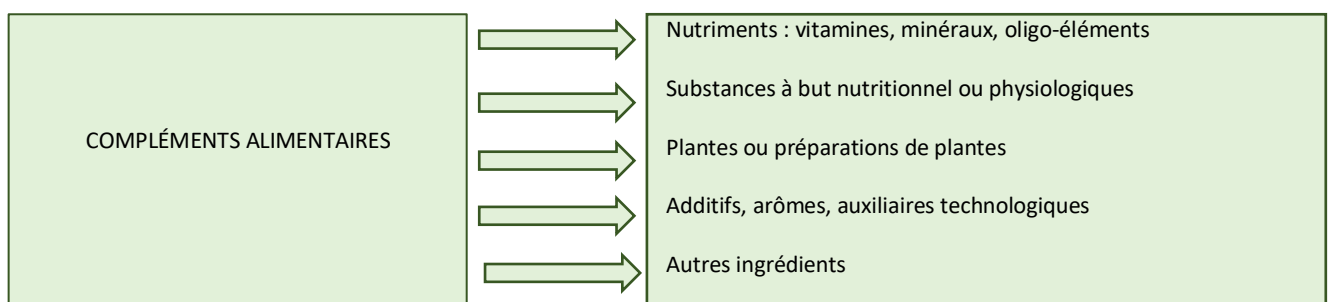 COMPLÉMENTS ALIMENTAIRES
Nutriments : vitamines, minéraux, oligo-éléments
Substances à but nutritionnel ou physiologiques
Plantes ou préparations de plantes
Additifs, arômes, auxiliaires technologiques
Autres ingrédients